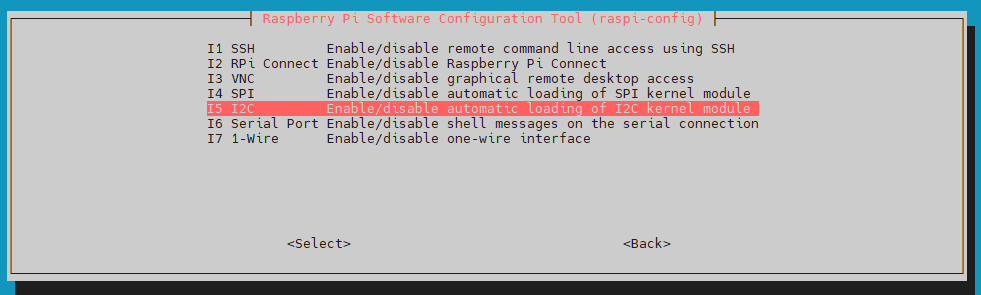 Raspberry Pi Software Configuration Tool (raspi-config)
I1 SSH Enable/disable remote command line access using SSH
I2 RPi Connect Enable/disable Raspberry Pi Connect
I3 VNC Enable/disable graphical remote desktop access
I4 SPI Enable/disable automatic loading of SPI kernel module
I5 I2C Enable/disable automatic loading of I2C kernel module
I6 Serial Port Enable/disable shell messages on the serial connection
I7 1-Wire Enable/disable one-wire interface
<Select> <Back>